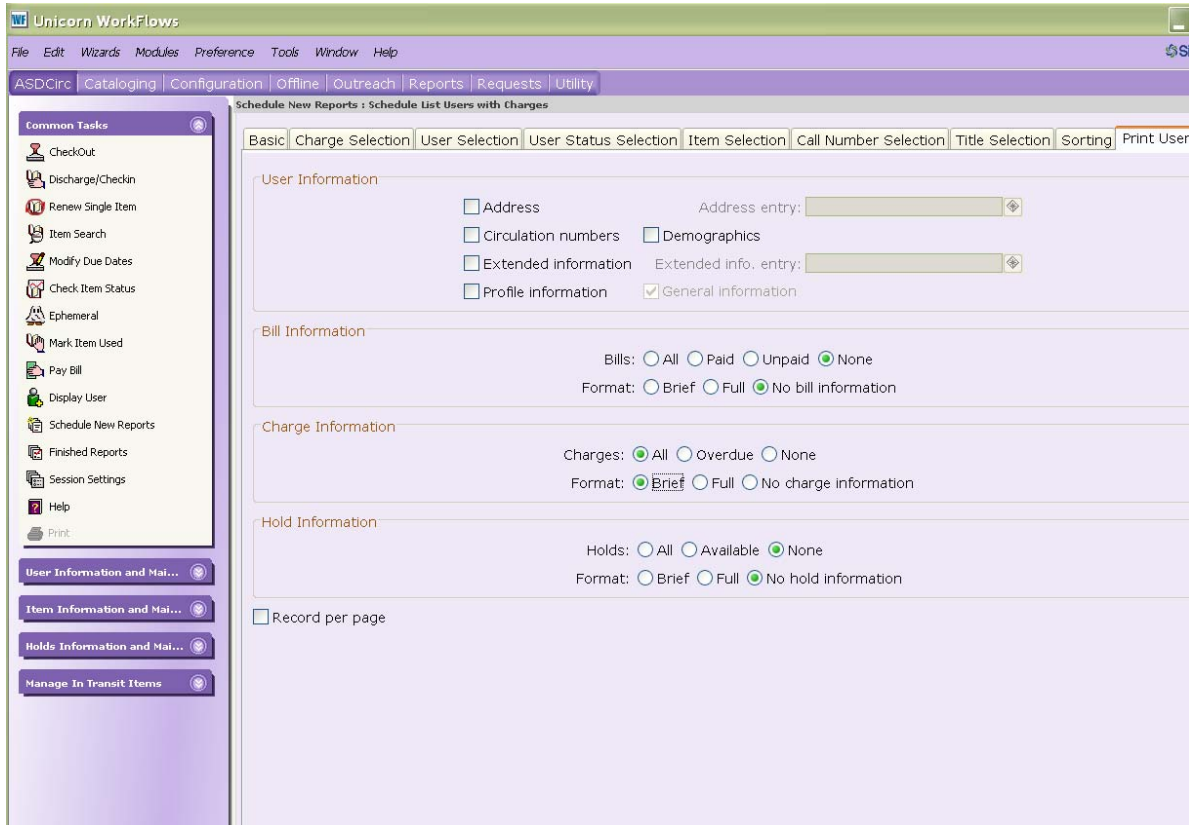 WF Unicorn WorkFlows
File Edit Wizards Modules Preference Tools Window Help
ASDCirc Cataloging Configuration Offline Outreach Reports Requests Utility
Schedule New Reports : Schedule List Users with Charges
Common Tasks
CheckOut
Discharge/Checkin
Renew Single Item
Item Search
Modify Due Dates
Check Item Status
Ephemeral
Mark Item Used
Pay Bill
Display User
Schedule New Reports
Finished Reports
Session Settings
Help
Print
User Information and Mai...
Item Information and Mai...
Holds Information and Mai...
Manage In Transit Items
Basic Charge Selection User Selection User Status Selection Item Selection Call Number Selection Title Selection Sorting Print User
User Information
Address Address entry:
Circulation numbers Demographics
Extended information Extended info. entry:
Profile information General information
Bill Information
Bills: All Paid Unpaid None
Format: Brief Full No bill information
Charge Information
Charges: All Overdue None
Format: Brief Full No charge information
Hold Information
Holds: All Available None
Format: Brief Full No hold information
Record per page